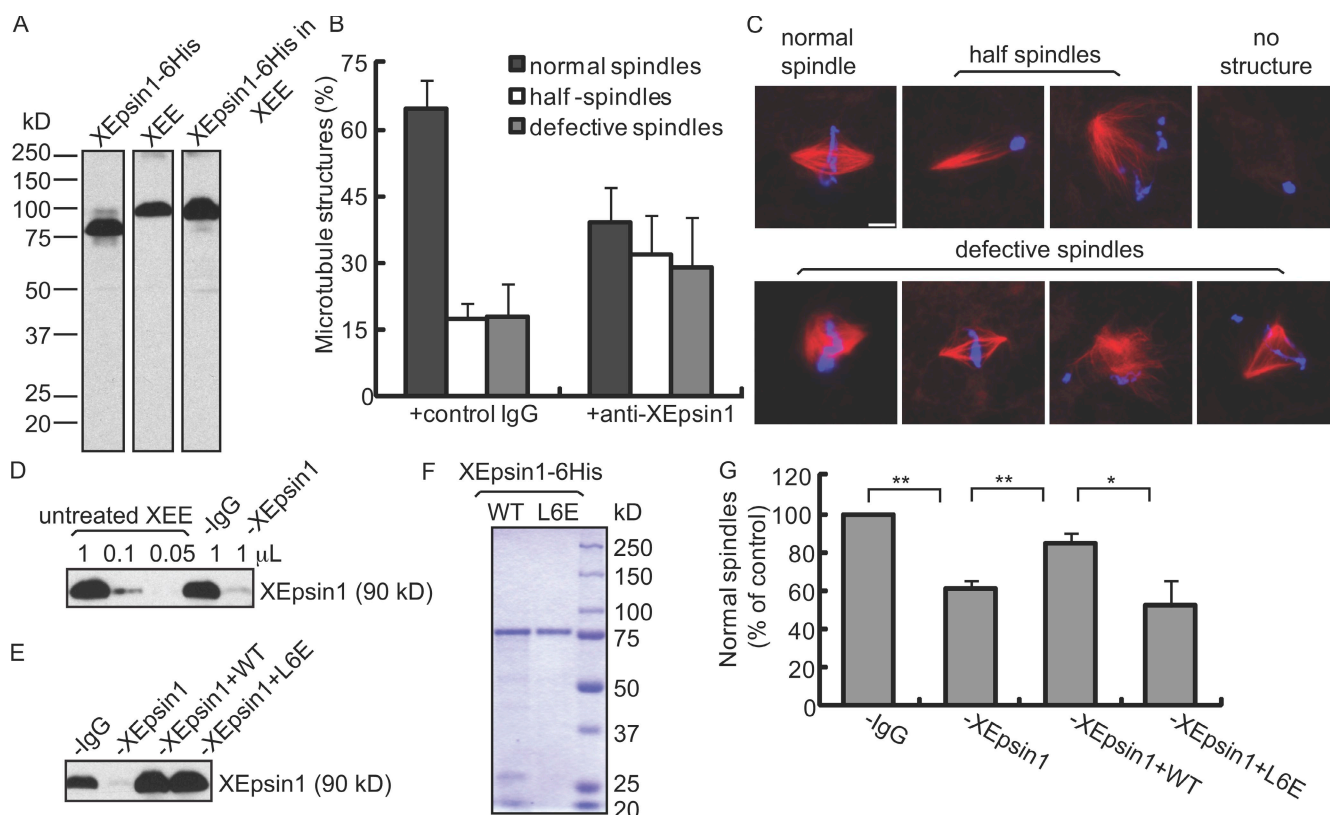 A
XEpsin1-6His
XEE
XEpsin1-6His in
XEE
kD
250
150
100
75
50
37
25
20
B
Microtubule structures (%)
75
60
45
30
15
0
normal spindles
half-spindles
defective spindles
+control IgG
+anti-XEpsin1
C
normal
spindle
half spindles
no
structure
defective spindles
D
untreated XEE
-IgG
-XEpsin1
1 0.1 0.05 1 1 μL
XEpsin1 (90 kD)
E
-IgG
-XEpsin1
-XEpsin1+WT
-XEpsin1+L6E
XEpsin1 (90 kD)
F
XEpsin1-6His
WT L6E kD
250
150
100
75
50
37
25
20
G
Normal spindles
(% of control)
120
100
80
60
40
20
0
** ** *
-IgG
-XEpsin1
-XEpsin1+WT
-XEpsin1+L6E